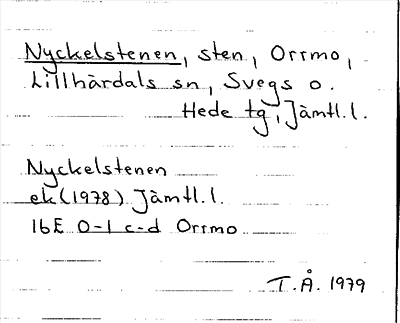 Nyckelstenen, sten, Orrmo,
Lillhärdals sn, Svegs o.
Hede tg, Jämtl.l.
Nyckelstenen
ek(1978) Jämtl.l.
16E 0-1 c-d Orrmo
T.Å. 1979